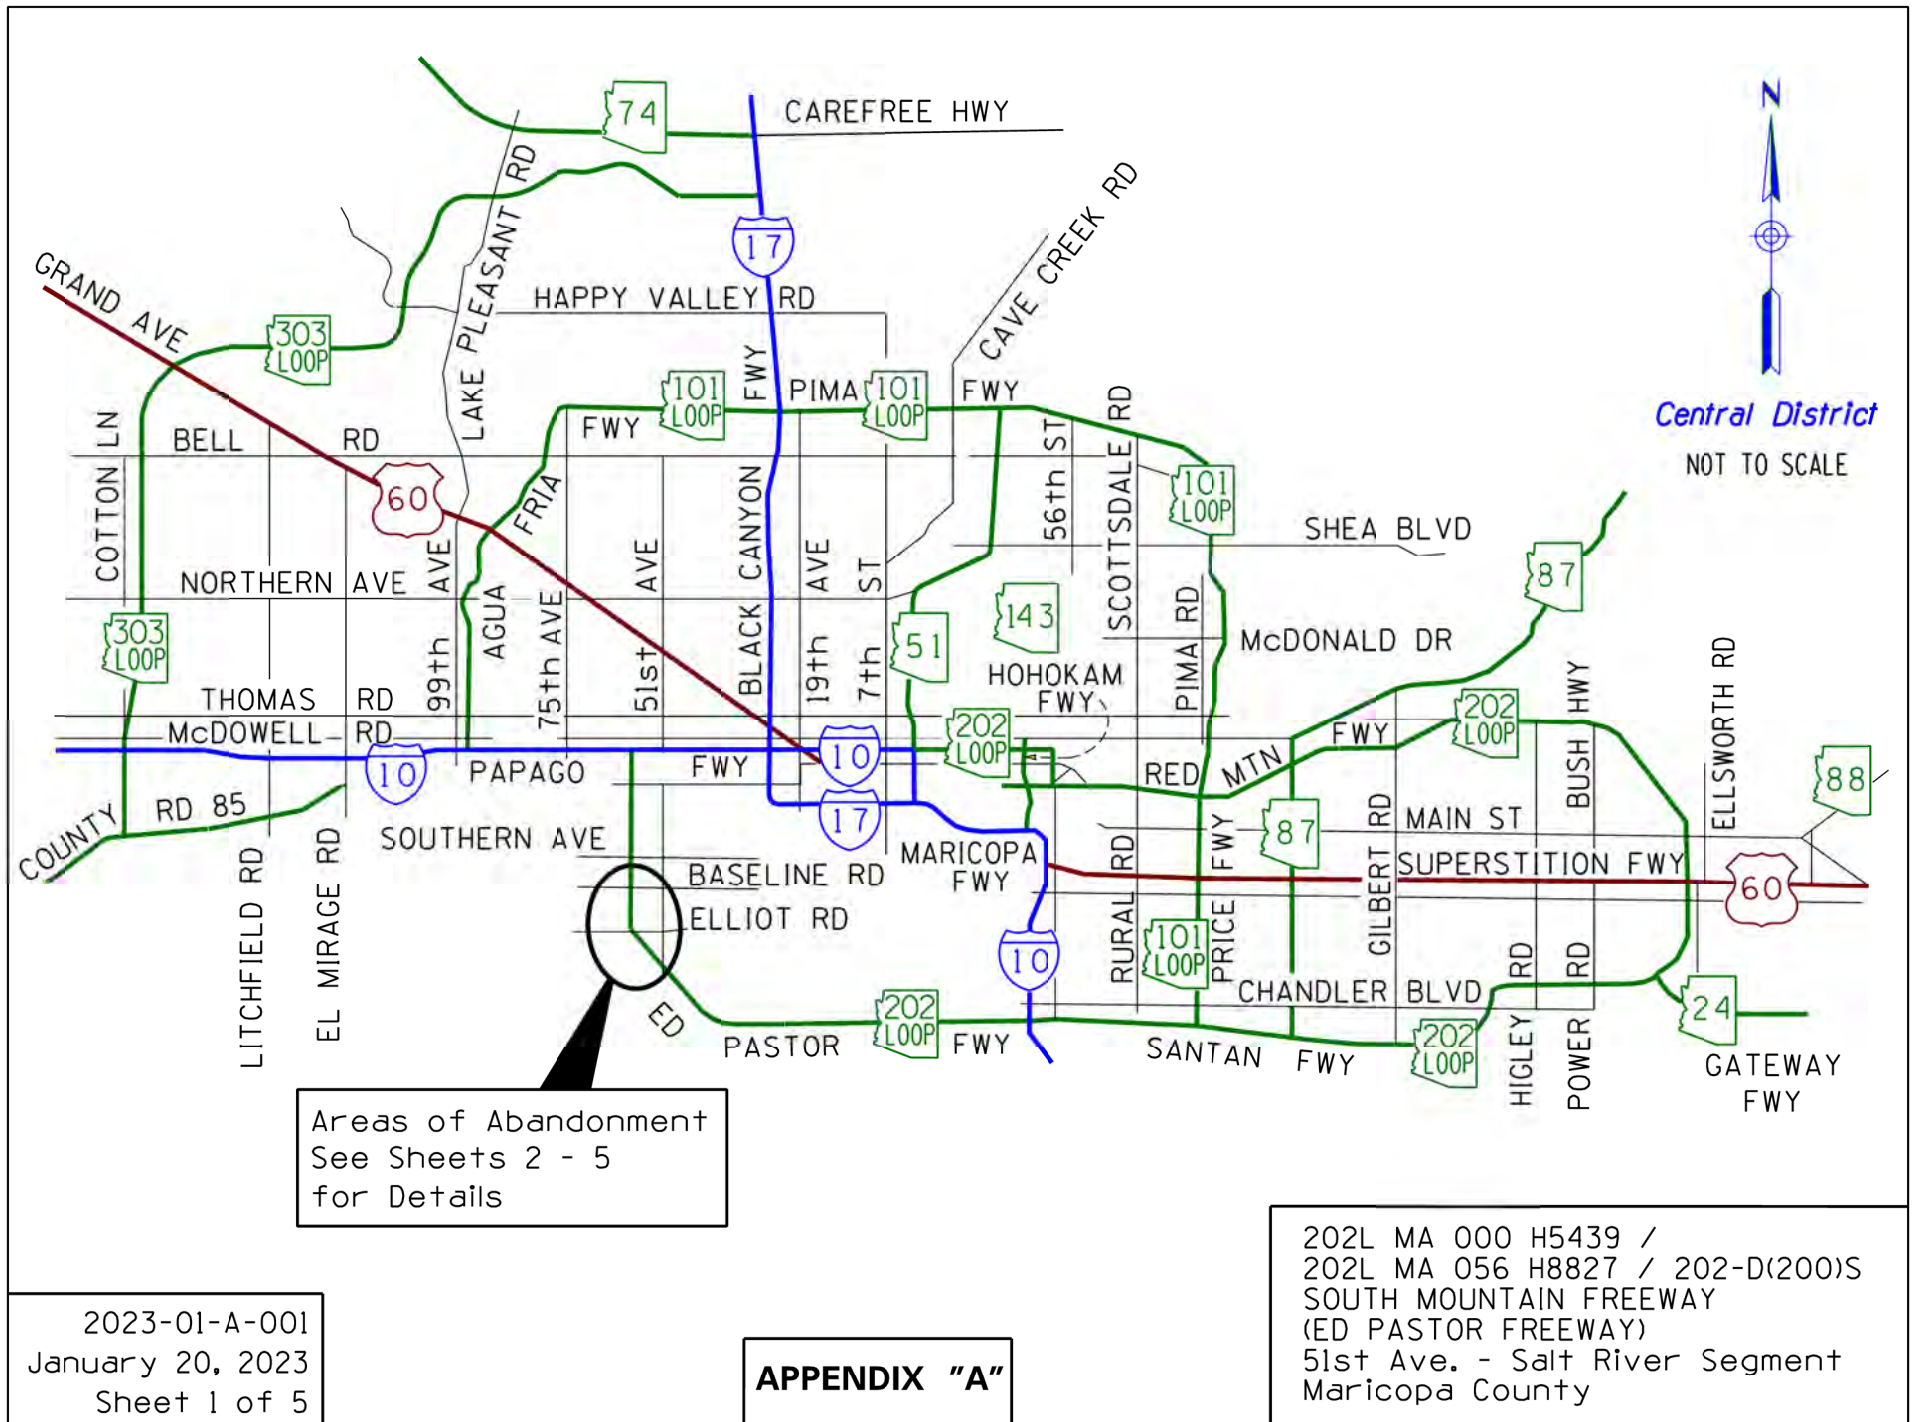 N
Central District
NOT TO SCALE
74
CAREFREE HWY
LAKE PLEASANT RD
17
CAVE CREEK RD
GRAND AVE
HAPPY VALLEY RD
303
LOOP
101
LOOP
FWY
PIMA
101
LOOP
FWY
FWY
COTTON LN
BELL RD
60
AGUA FRIA
BLACK CANYON
56th ST
SCOTTSDALE RD
101
LOOP
SHEA BLVD
87
NORTHERN AVE
99th AVE
75th AVE
51st AVE
19th AVE
7th ST
303
LOOP
51
143
HOHOKAM
FWY
PIMA RD
McDONALD DR
BUSH HWY
ELLSWORTH RD
THOMAS RD
McDOWELL RD
10
PAPAGO FWY
10
202
LOOP
RED MTN FWY
202
LOOP
88
COUNTY RD 85
SOUTHERN AVE
17
MARICOPA
FWY
87
MAIN ST
SUPERSTITION FWY
60
BASELINE RD
ELLIOT RD
LITCHFIELD RD
EL MIRAGE RD
RURAL RD
PRICE FWY
GILBERT RD
10
101
LOOP
CHANDLER BLVD
HIGLEY RD
POWER RD
24
GATEWAY
FWY
ED PASTOR
202
LOOP
FWY
SANTAN FWY
202
LOOP
Areas of Abandonment
See Sheets 2 - 5
for Details
202L MA 000 H5439 /
202L MA 056 H8827 / 202-D(200)S
SOUTH MOUNTAIN FREEWAY
(ED PASTOR FREEWAY)
51st Ave. - Salt River Segment
Maricopa County
2023-01-A-001
January 20, 2023
Sheet 1 of 5
APPENDIX "A"